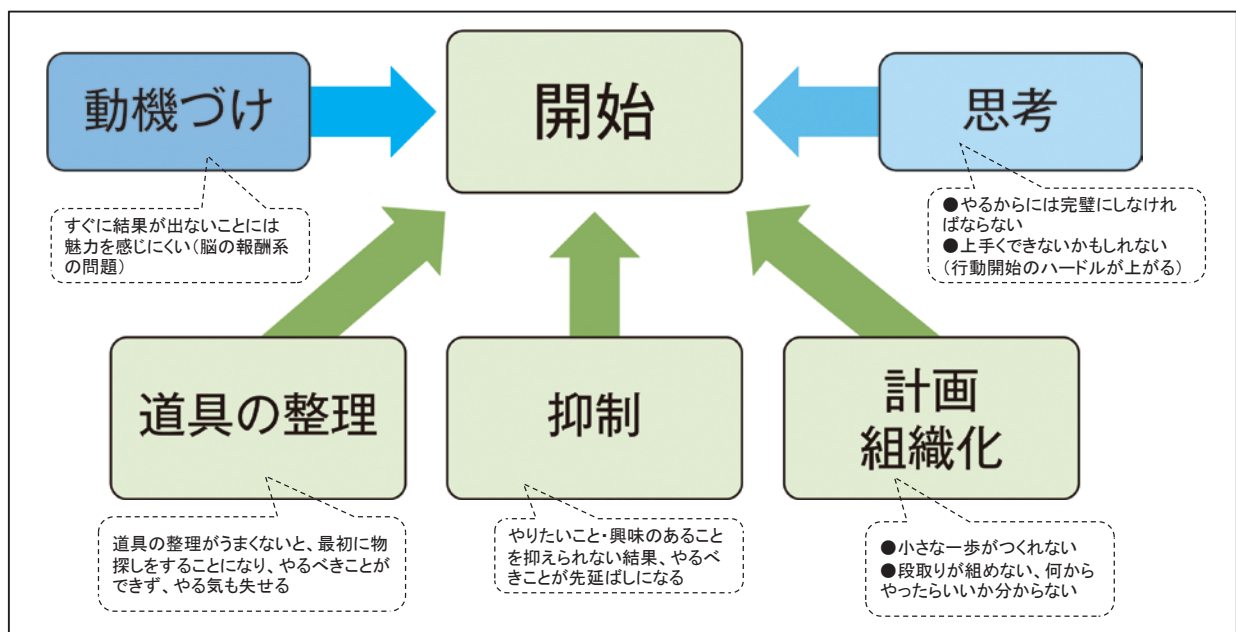 動機づけ
開始
思考
すぐに結果が出ないことには
魅力を感じにくい(脳の報酬系
の問題)
●やるからには完璧にしなけれ
ばならない
●上手くできないかもしれない
(行動開始のハードルが上がる)
道具の整理
抑制
計画
組織化
道具の整理がうまくないと、最初に物
探しをすることになり、やるべきことが
できず、やる気も失せる
やりたいこと・興味のあること
を抑えられない結果、やるべ
きことが先延ばしになる
●小さな一歩がつくれない
●段取りが組めない、何から
やったらいいか分からない